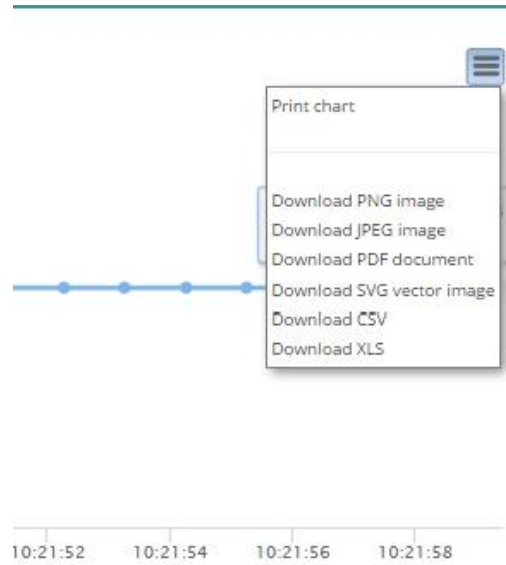 Print chart
Download PNG image
Download JPEG image
Download PDF document
Download SVG vector image
Download CSV
Download XLS
10:21:52 10:21:54 10:21:56 10:21:58